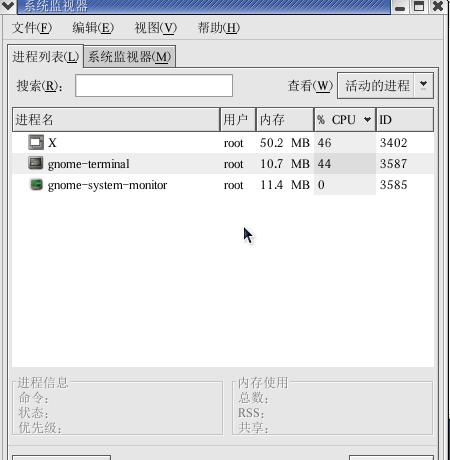 系统监视器
文件(F) 编辑(E) 视图(V) 帮助(H)
进程列表(L) 系统监视器(M)
搜索(R): 查看(W) 活动的进程
进程名 用户 内存 % CPU ID
X root 50.2 MB 46 3402
gnome-terminal root 10.7 MB 44 3587
gnome-system-monitor root 11.4 MB 0 3585
进程信息 内存使用
命令: 总数:
状态: RSS:
优先级: 共享: